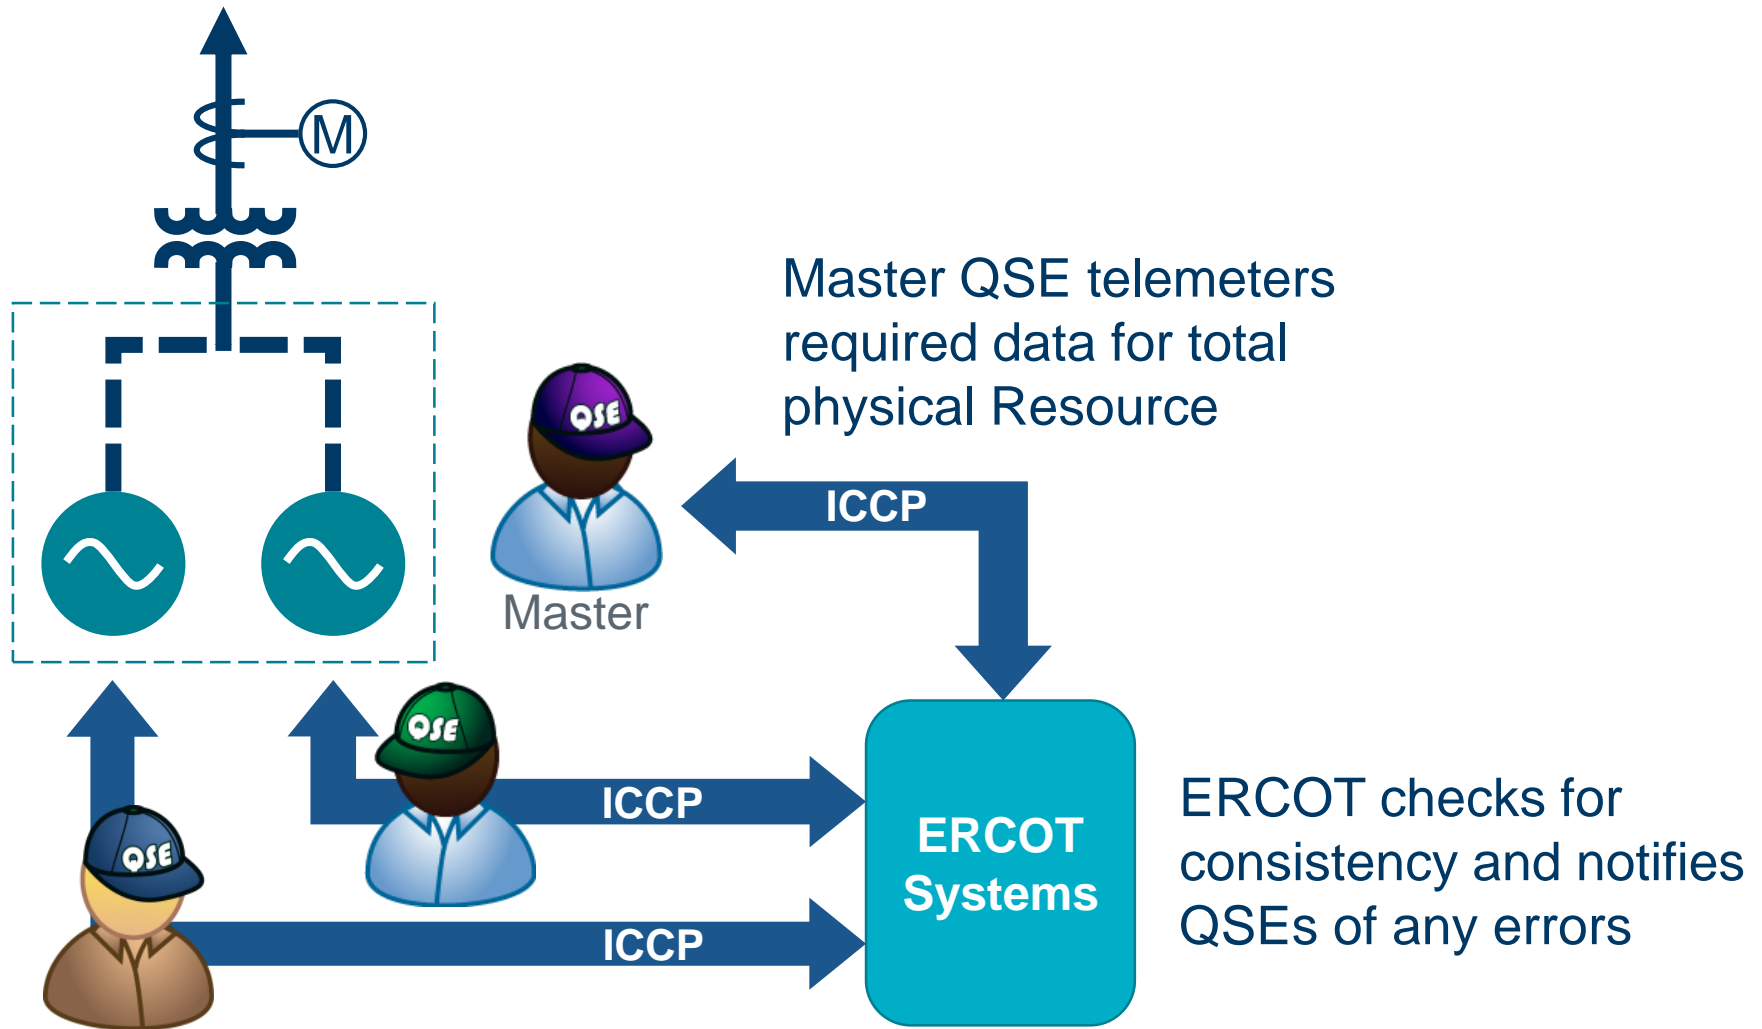 M
Master QSE telemeters
required data for total
physical Resource
QSE
ICCP
Master
QSE
ICCP
ERCOT
Systems
ERCOT checks for
consistency and notifies
QSEs of any errors
QSE
ICCP